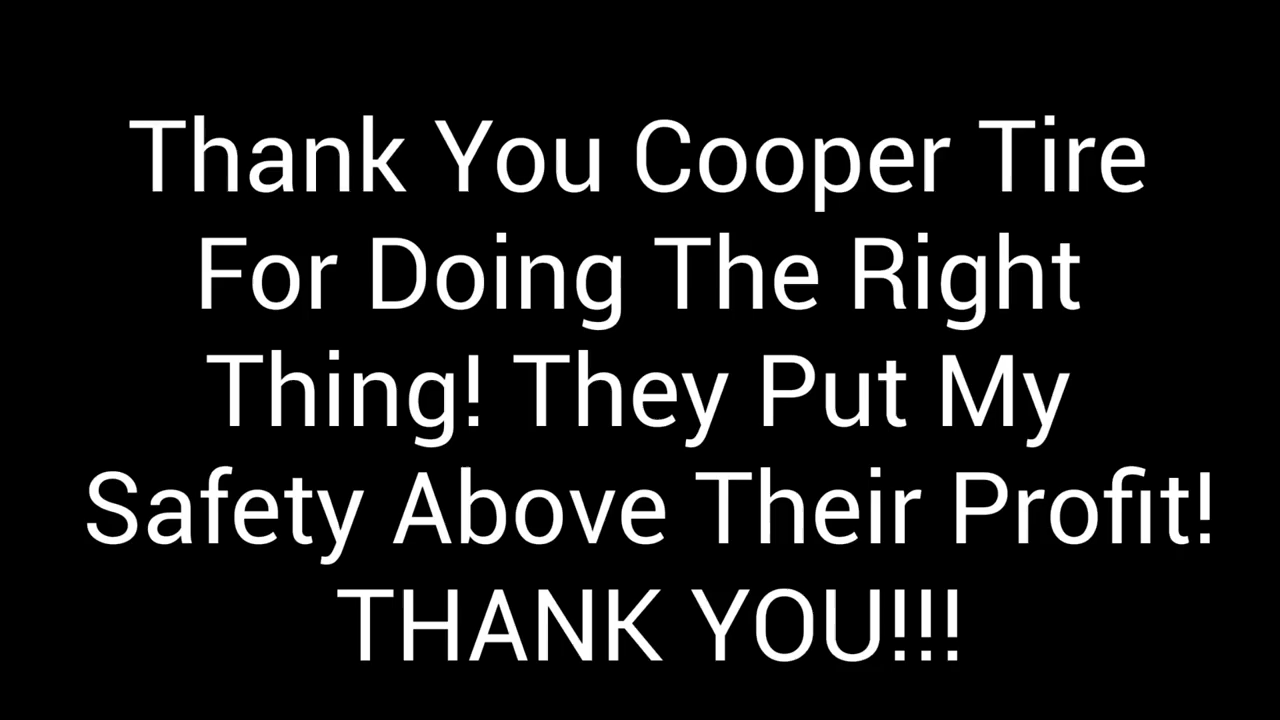 Thank You Cooper Tire
For Doing The Right
Thing! They Put My
Safety Above Their Profit!
THANK YOU!!!